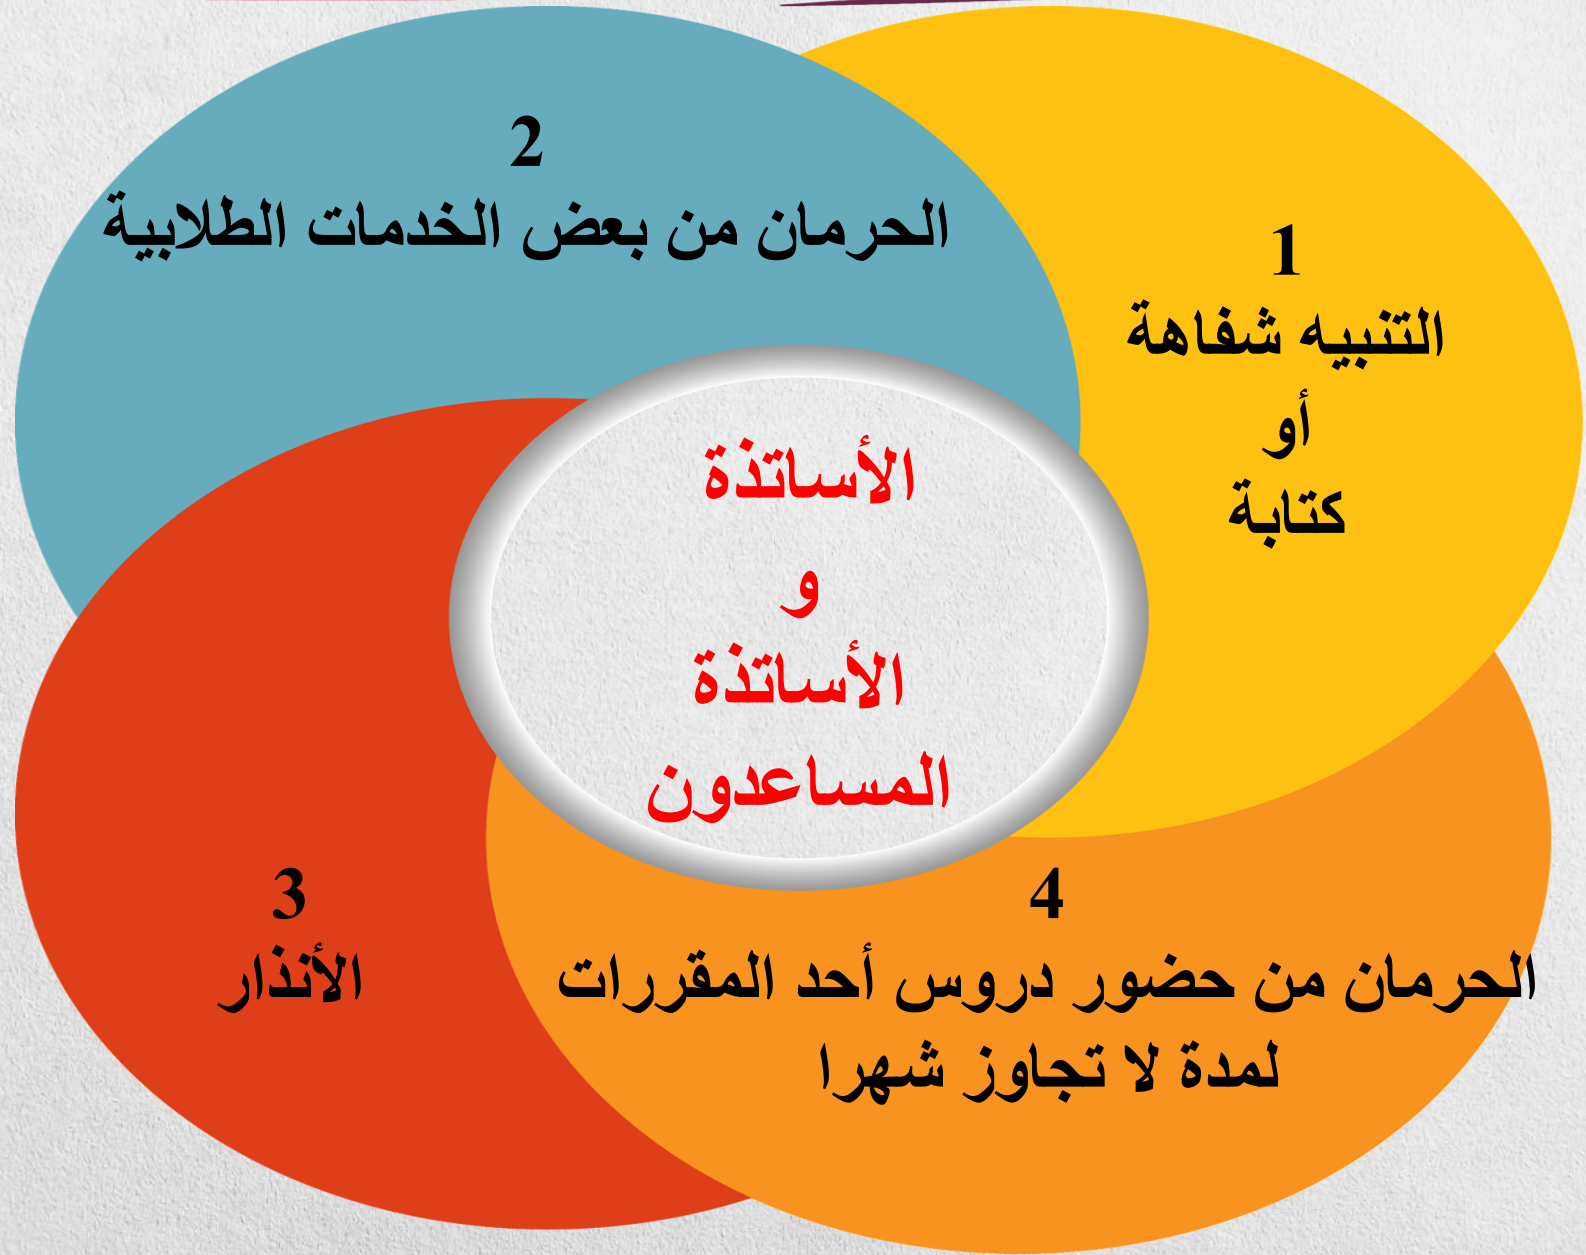 1
التنبيه شفاهة
أو
كتابة
2
الحرمان من بعض الخدمات الطلابية
الأساتذة
و
الأساتذة
المساعدون
3
الأنذار
4
الحرمان من حضور دروس أحد المقررات
لمدة لا تجاوز شهرا